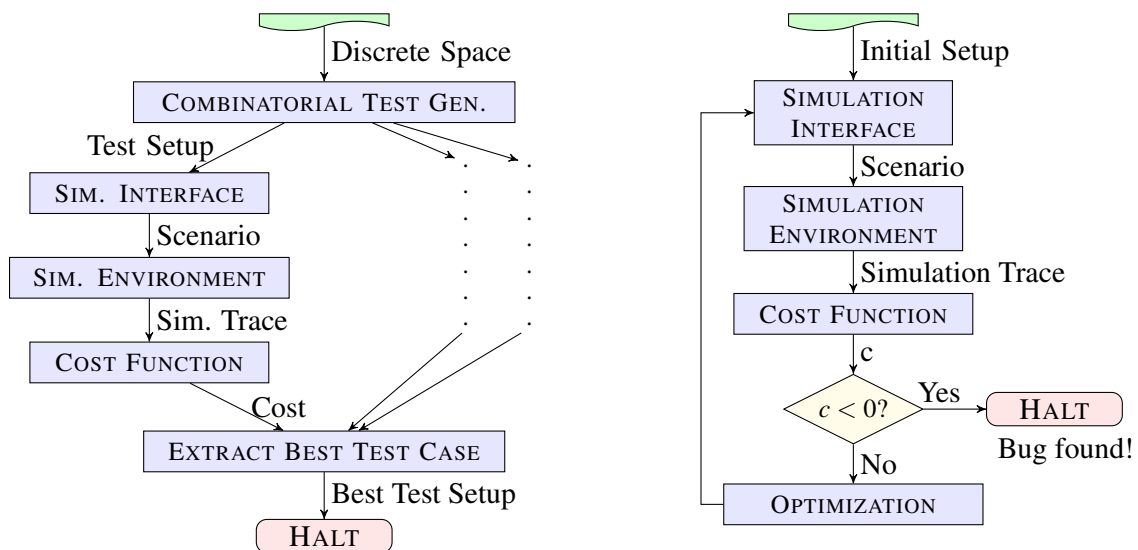 Discrete Space
COMBINATORIAL TEST GEN.
Test Setup
SIM. INTERFACE
Scenario
SIM. ENVIRONMENT
Sim. Trace
COST FUNCTION
Cost
EXTRACT BEST TEST CASE
Best Test Setup
HALT
Initial Setup
SIMULATION
INTERFACE
Scenario
SIMULATION
ENVIRONMENT
Simulation Trace
COST FUNCTION
c
c < 0?
Yes
HALT
Bug found!
No
OPTIMIZATION